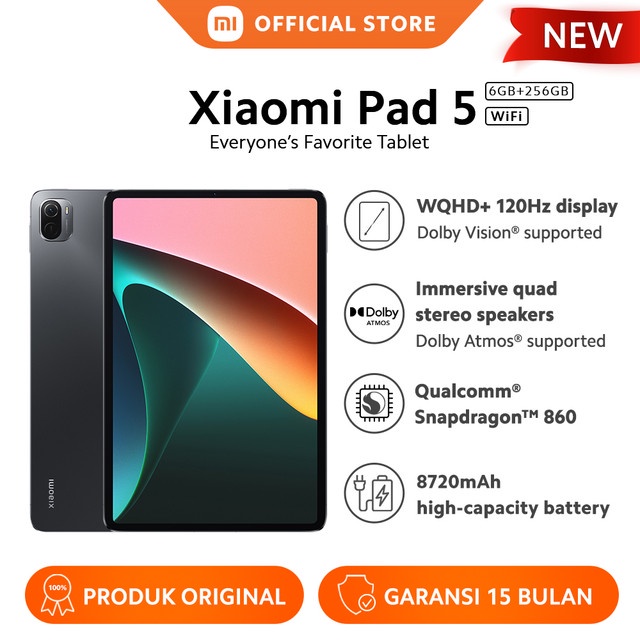 OFFICIAL STORE
NEW
Xiaomi Pad 5
6GB+256GB
WiFi
Everyone's Favorite Tablet
WQHD+ 120Hz display
Dolby Vision® supported
Dolby
ATMOS
Immersive quad
stereo speakers
Dolby Atmos® supported
Qualcomm®
Snapdragon™ 860
8720mAh
high-capacity battery
xiaomi
100%
PRODUK ORIGINAL
GARANSI 15 BULAN